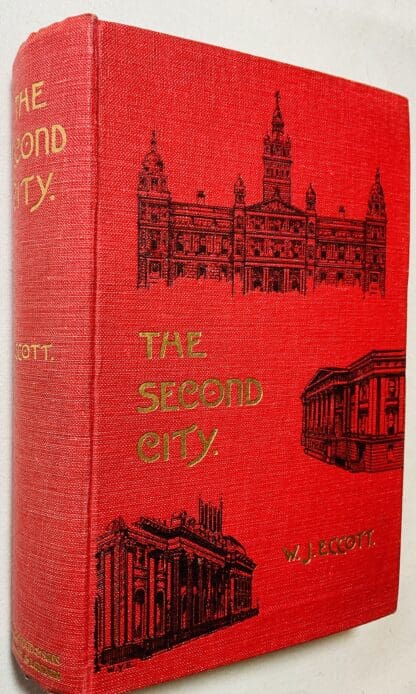 THE
SECOND
CITY.
ECCOTT.
THE
SECOND
CITY.
W.J. ECCOTT.